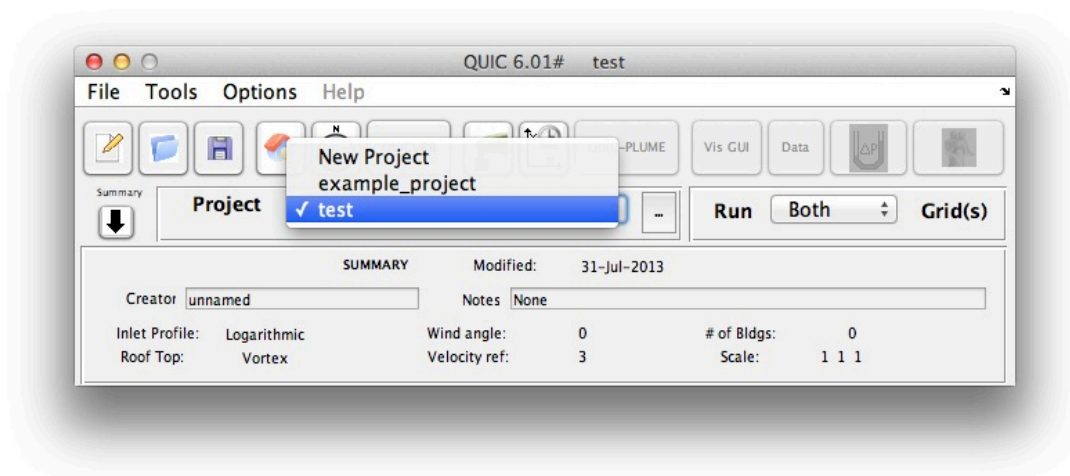 QUIC 6.01# test
File Tools Options Help
N
-PLUME Vis GUI Data ΔP
New Project
example_project
✓ test
Summary
Project ... Run Both Grid(s)
SUMMARY Modified: 31-Jul-2013
Creator unnamed Notes None
Inlet Profile: Logarithmic Wind angle: 0 # of Bldgs: 0
Roof Top: Vortex Velocity ref: 3 Scale: 1 1 1